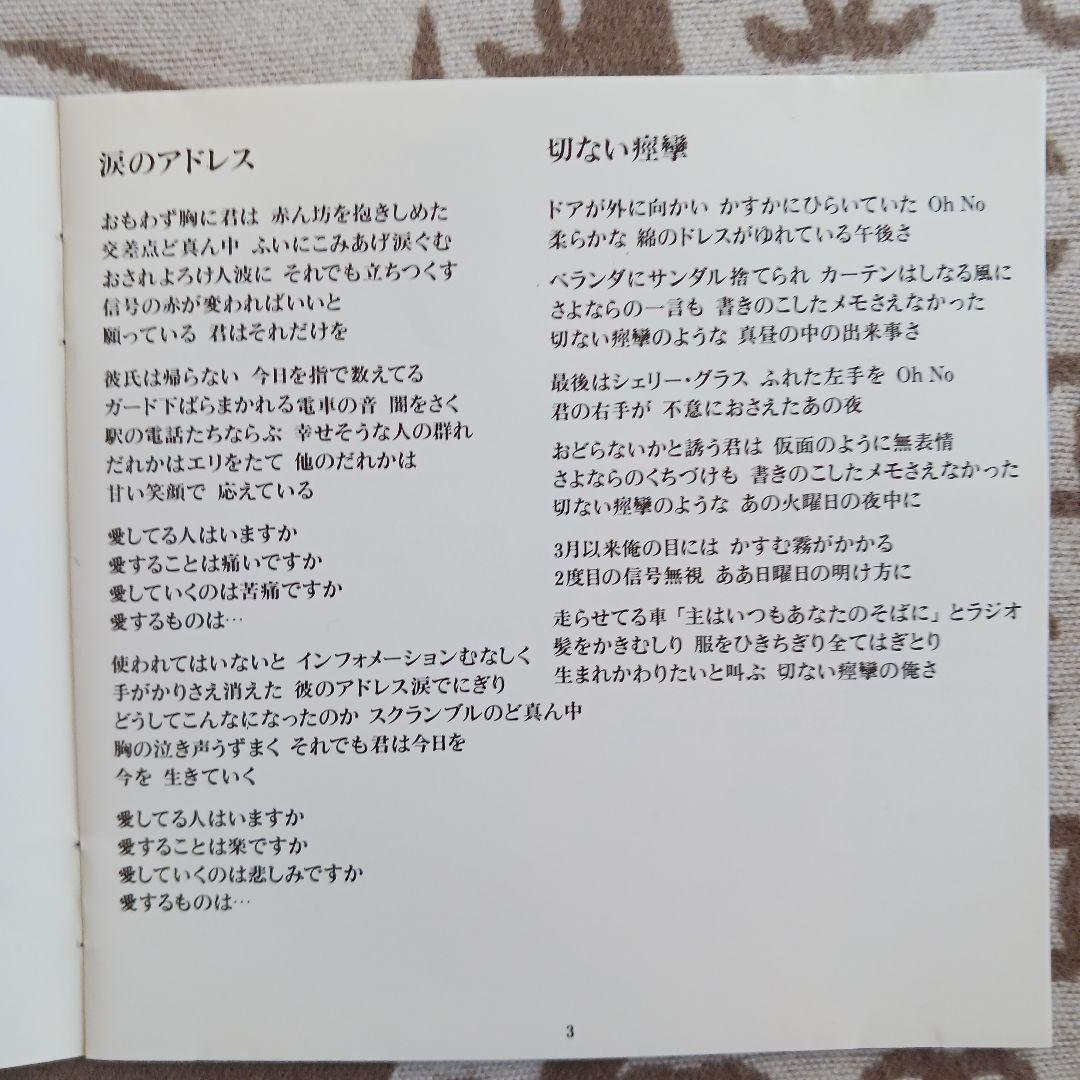 涙のアドレス
おもわず胸に君は 赤ん坊を抱きしめた
交差点ど真ん中 ふいにこみあげ涙ぐむ
おされよろけ人波に それでも立ちつくす
信号の赤が変わればいいと
願っている 君はそれだけを
彼氏は帰らない 今日を指で数えてる
ガード下ばらまかれる電車の音 闇をさく
駅の電話たちならぶ 幸せそうな人の群れ
だれかはエリをたて 他のだれかは
甘い笑顔で 応えている
愛してる人はいますか
愛することは痛いですか
愛していくのは苦痛ですか
愛するものは…
使われてはいないと インフォメーションむなしく
手がかりさえ消えた 彼のアドレス涙でにぎり
どうしてこんなになったのか スクランブルのど真ん中
胸の泣き声うずまく それでも君は今日を
今を 生きていく
愛してる人はいますか
愛することは楽ですか
愛していくのは悲しみですか
愛するものは…
切ない痙攣
ドアが外に向かい かすかにひらいていた Oh No
柔らかな 綿のドレスがゆれている午後さ
ベランダにサンダル捨てられ カーテンはしなる風に
さよならの一言も 書きのこしたメモさえなかった
切ない痙攣のような 真昼の中の出来事さ
最後はシェリー・グラス ふれた左手を Oh No
君の右手が 不意におさえたあの夜
おどらないかと誘う君は 仮面のように無表情
さよならのくちづけも 書きのこしたメモさえなかった
切ない痙攣のような あの火曜日の夜中に
3月以来俺の目には かすむ霧がかかる
2度目の信号無視 ああ日曜日の明け方に
走らせてる車「主はいつもあなたのそばに」とラジオ
髪をかきむしり 服をひきちぎり全てはぎとり
生まれかわりたいと叫ぶ 切ない痙攣の俺さ
3